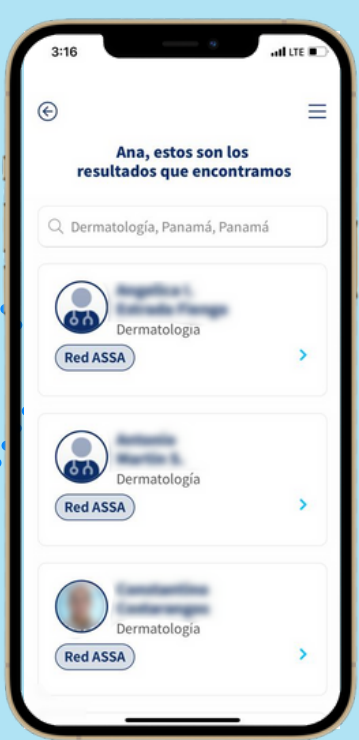 3:16
LTE
Ana, estos son los
resultados que encontramos
Dermatología, Panamá, Panamá
Dermatologia
Red ASSA
Dermatología
Red ASSA
Dermatología
Red ASSA